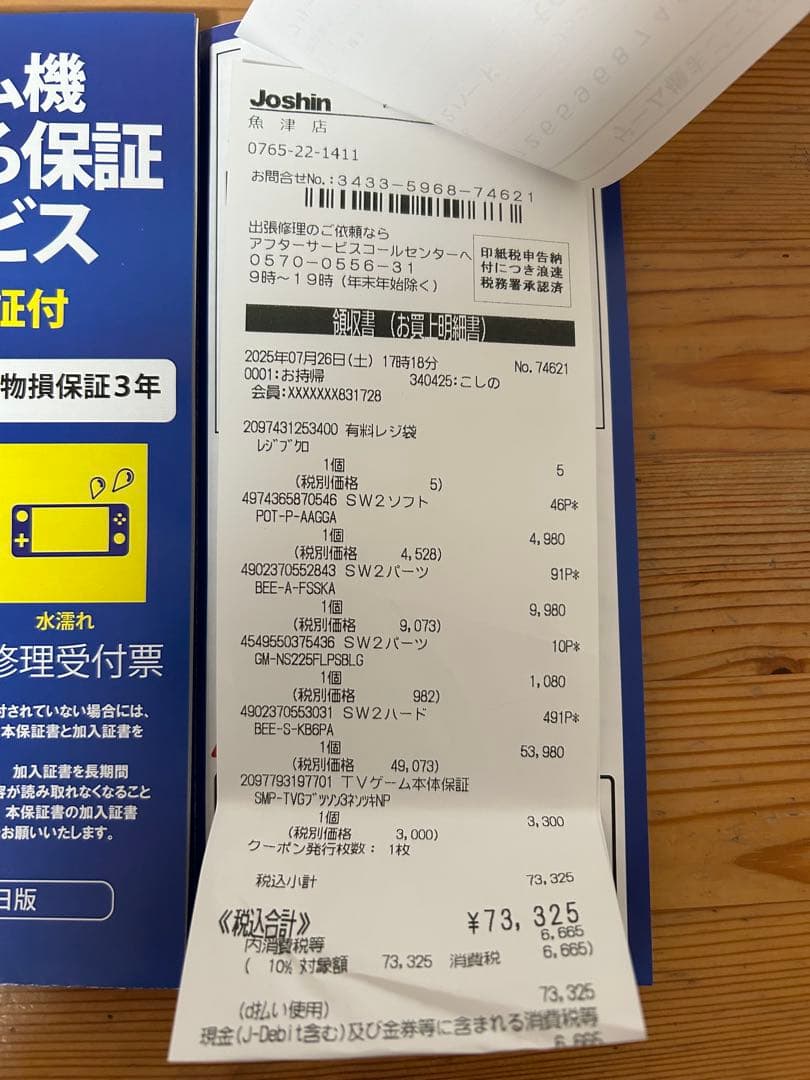 ム機
保証
ビス
証付
物損保証3年
水濡れ
修理受付票
付されていない場合には、
本保証書と加入証書を
加入証書を長期間
容が読み取れなくなること
本保証書の加入証書
お願いいたします。
日版
Joshin
魚津店
0765-22-1411
お問合せNo.:3433-5968-74621
出張修理のご依頼なら
アフターサービスコールセンターへ
0570-0556-31
9時～19時(年末年始除く)
印紙税申告納
付につき浪速
税務署承認済
領収書 (お買上明細書)
2025年07月26日(土) 17時18分 No.74621
0001:お持帰 340425:こしの
会員:XXXXXXX831728
2097431253400 有料レジ袋
レジブクロ
1個 5
(税別価格 5)
4974365870546 SW2ソフト 46P*
POT-P-AAGGA
1個 4,980
(税別価格 4,528)
4902370552843 SW2パーツ 91P*
BEE-A-FSSKA
1個 9,980
(税別価格 9,073)
4549550375436 SW2パーツ 10P*
GM-NS225FLPSBLG
1個 1,080
(税別価格 982)
4902370553031 SW2ハード 491P*
BEE-S-KB6PA
1個 53,980
(税別価格 49,073)
2097793197701 TVゲーム本体保証
SMP-TVGブツソン3ネンツキNP
1個 3,300
(税別価格 3,000)
クーポン発行枚数: 1枚
税込小計 73,325
《税込合計》 ¥73,325
内消費税等 6,665
( 10% 対象額 73,325 消費税 6,665)
(d払い使用) 73,325
現金(J-Debit含む)及び金券等に含まれる消費税等
6,665